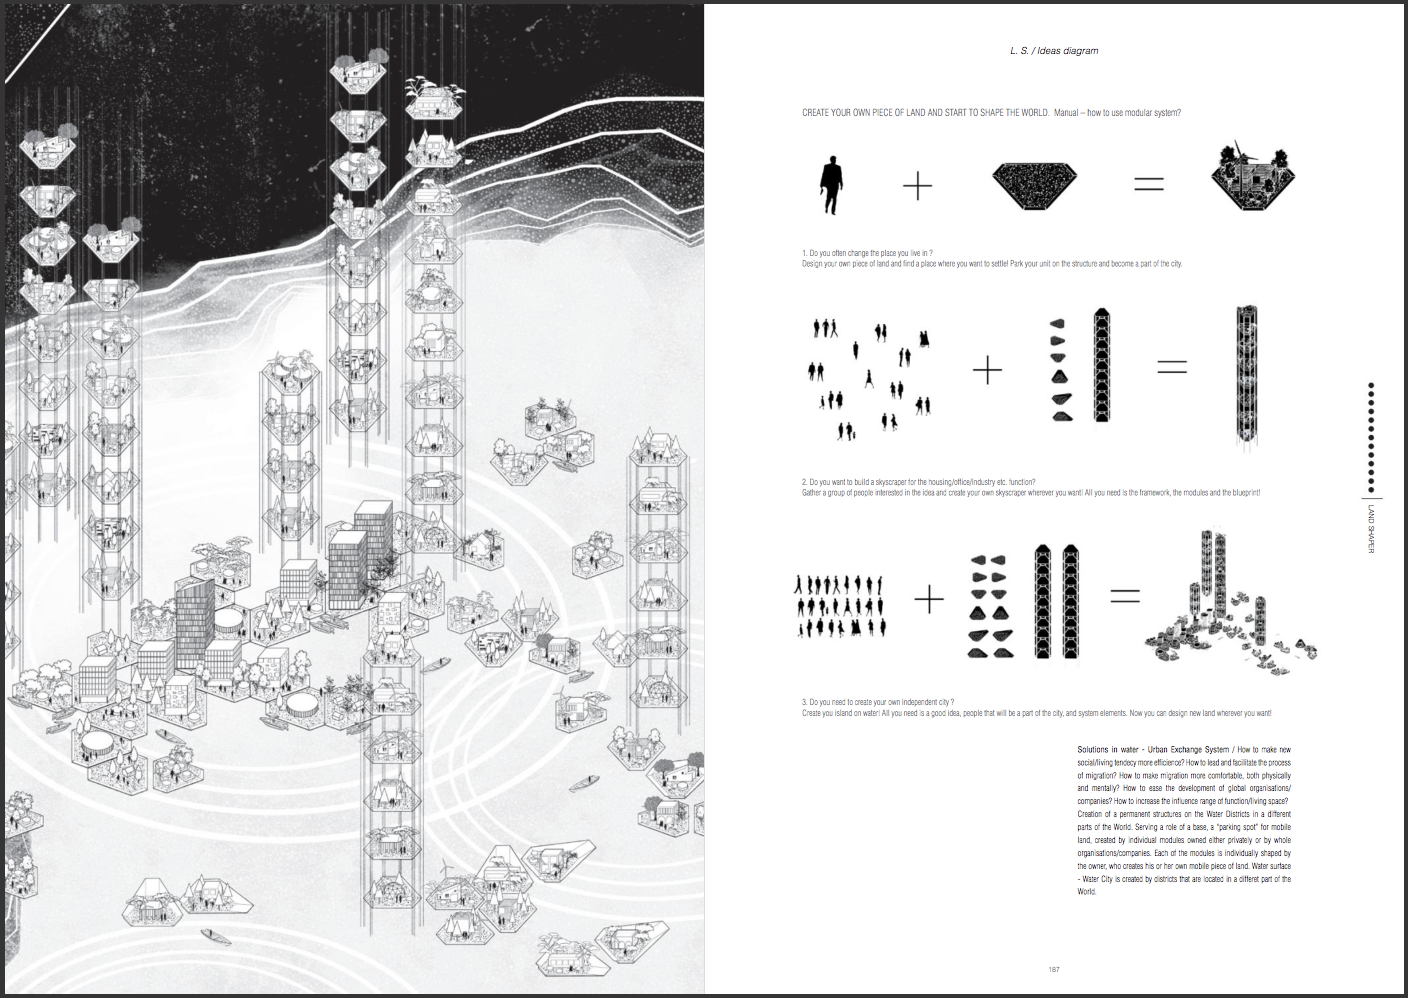 L. S. / Ideas diagram
CREATE YOUR OWN PIECE OF LAND AND START TO SHAPE THE WORLD. Manual – how to use modular system?
1. Do you often change the place you live in ?
Design your own piece of land and find a place where you want to settle! Park your unit on the structure and become a part of the city.
2. Do you want to build a skyscraper for the housing/office/industry etc. function?
Gather a group of people interested in the idea and create your own skyscraper wherever you want! All you need is the framework, the modules and the blueprint!
LAND SHAPER
3. Do you need to create your own independent city ?
Create you island on water! All you need is a good idea, people that will be a part of the city, and system elements. Now you can design new land wherever you want!
Solutions in water - Urban Exchange System / How to make new
social/living tendecy more efficience? How to lead and facilitate the process
of migration? How to make migration more comfortable, both physically
and mentally? How to ease the development of global organisations/
companies? How to increase the influence range of function/living space?
Creation of a permanent structures on the Water Districts in a different
parts of the World. Serving a role of a base, a "parking spot" for mobile
land, created by individual modules owned either privately or by whole
organisations/companies. Each of the modules is individually shaped by
the owner, who creates his or her own mobile piece of land. Water surface
- Water City is created by districts that are located in a differet part of the
World.
187